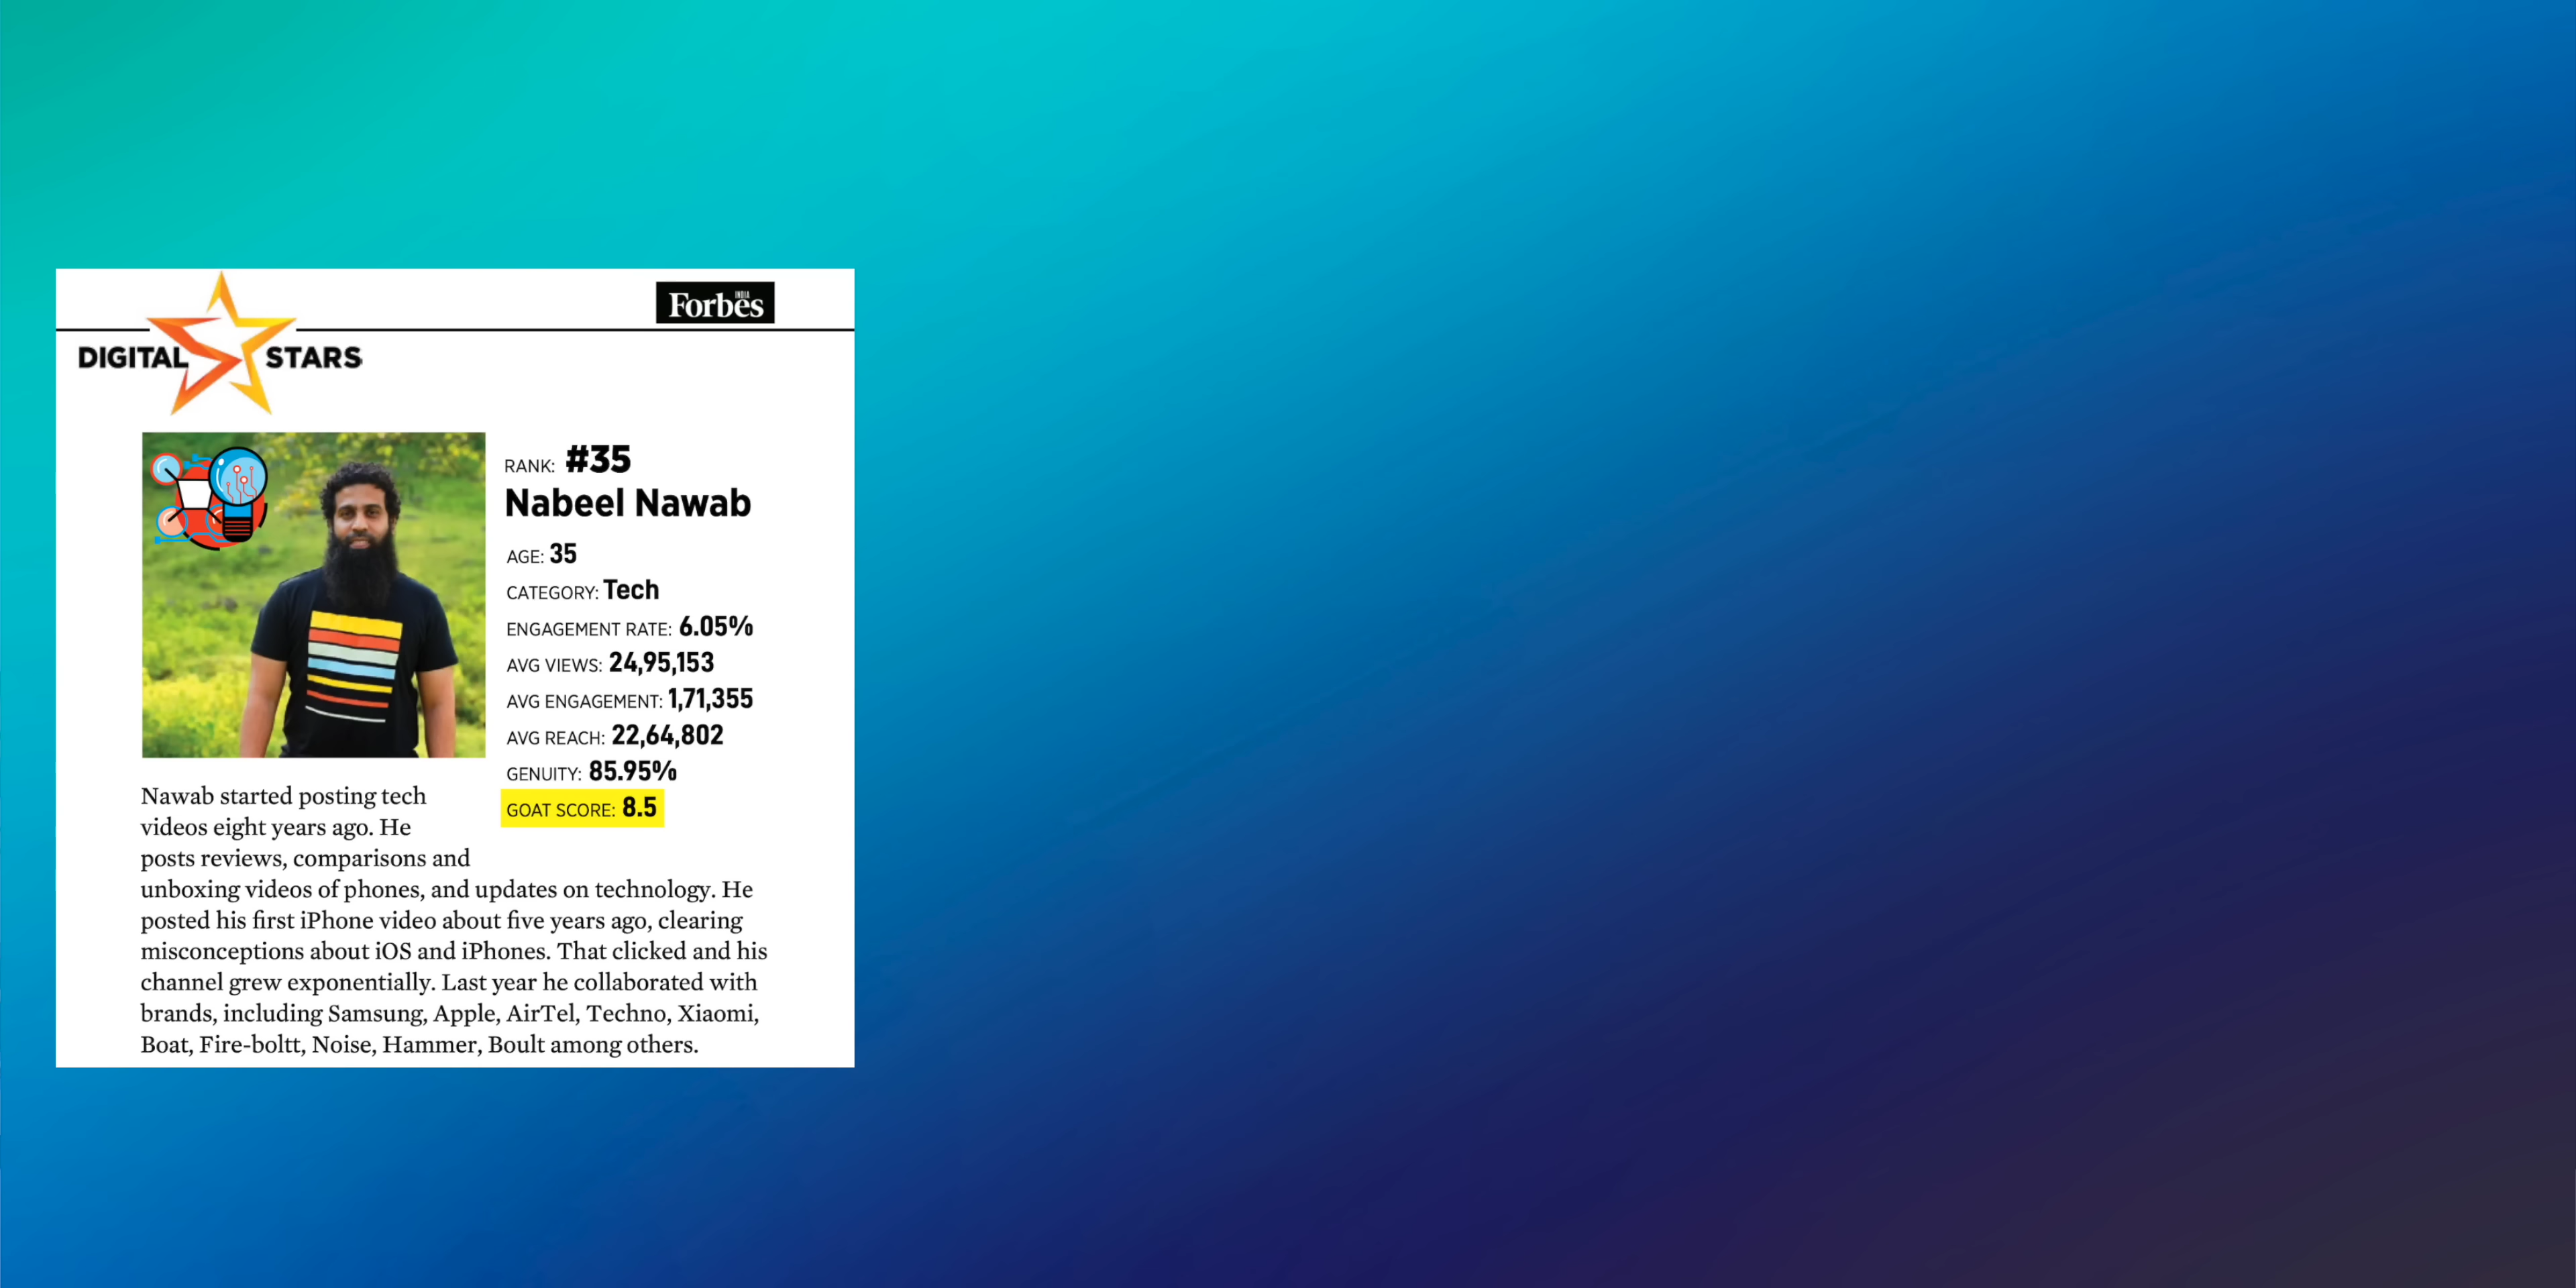 Forbes
INDIA
DIGITAL STARS
RANK: #35
Nabeel Nawab
AGE: 35
CATEGORY: Tech
ENGAGEMENT RATE: 6.05%
AVG VIEWS: 24,95,153
AVG ENGAGEMENT: 1,71,355
AVG REACH: 22,64,802
GENUITY: 85.95%
GOAT SCORE: 8.5
Nawab started posting tech
videos eight years ago. He
posts reviews, comparisons and
unboxing videos of phones, and updates on technology. He
posted his first iPhone video about five years ago, clearing
misconceptions about iOS and iPhones. That clicked and his
channel grew exponentially. Last year he collaborated with
brands, including Samsung, Apple, AirTel, Techno, Xiaomi,
Boat, Fire-boltt, Noise, Hammer, Boult among others.